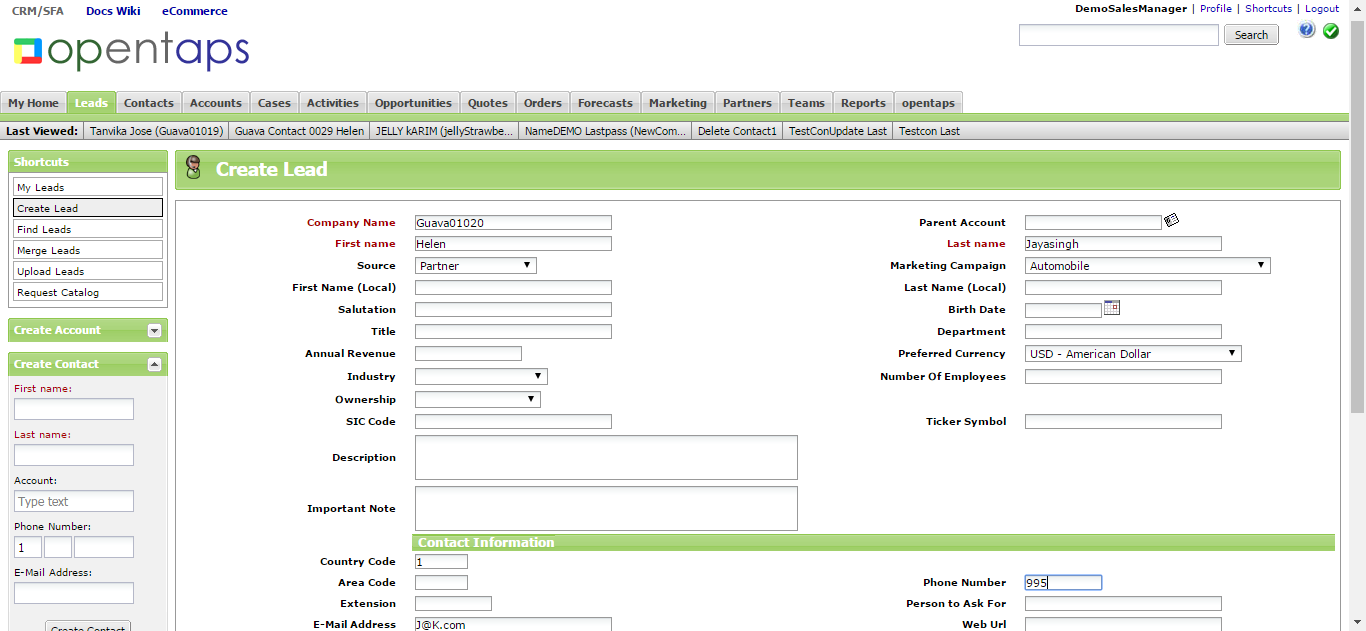 CRM/SFA Docs Wiki eCommerce
DemoSalesManager | Profile | Shortcuts | Logout
opentaps
Search
My Home Leads Contacts Accounts Cases Activities Opportunities Quotes Orders Forecasts Marketing Partners Teams Reports opentaps
Last Viewed: Tanvika Jose (Guava01019) Guava Contact 0029 Helen JELLY kARIM (jellyStrawbe... NameDEMO Lastpass (NewCom... Delete Contact1 TestConUpdate Last Testcon Last
Shortcuts
My Leads
Create Lead
Find Leads
Merge Leads
Upload Leads
Request Catalog
Create Account
Create Contact
First name:
Last name:
Account:
Type text
Phone Number:
1
E-Mail Address:
Create Contact
Create Lead
Company Name Guava01020 Parent Account
First name Helen Last name Jayasingh
Source Partner Marketing Campaign Automobile
First Name (Local) Last Name (Local)
Salutation Birth Date
Title Department
Annual Revenue Preferred Currency USD - American Dollar
Industry Number Of Employees
Ownership
SIC Code Ticker Symbol
Description
Important Note
Contact Information
Country Code 1
Area Code Phone Number 995
Extension Person to Ask For
E-Mail Address J@K.com Web Url